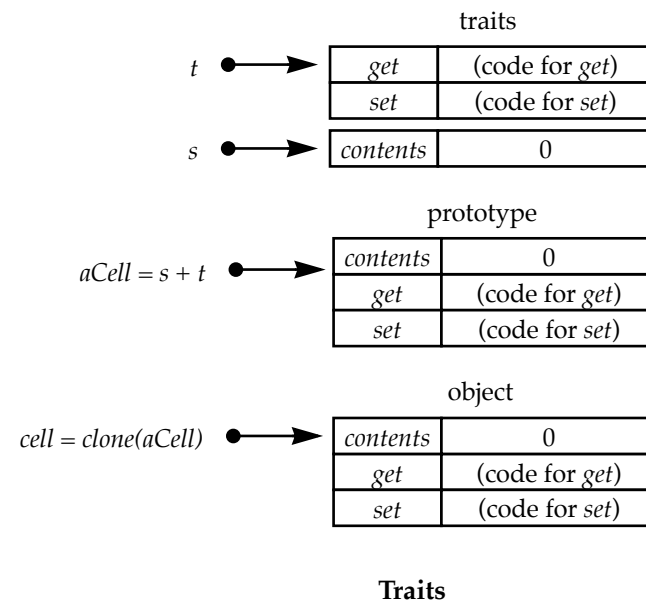 traits
t get (code for get)
set (code for set)
s contents 0
prototype
aCell = s + t contents 0
get (code for get)
set (code for set)
object
cell = clone(aCell) contents 0
get (code for get)
set (code for set)
Traits